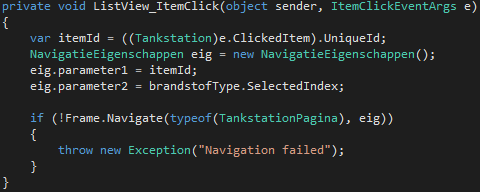 private void ListView_ItemClick(object sender, ItemClickEventArgs e)
{
    var itemId = ((Tankstation)e.ClickedItem).UniqueId;
    NavigatieEigenschappen eig = new NavigatieEigenschappen();
    eig.parameter1 = itemId;
    eig.parameter2 = brandstofType.SelectedIndex;

    if (!Frame.Navigate(typeof(TankstationPagina), eig))
    {
        throw new Exception("Navigation failed");
    }
}